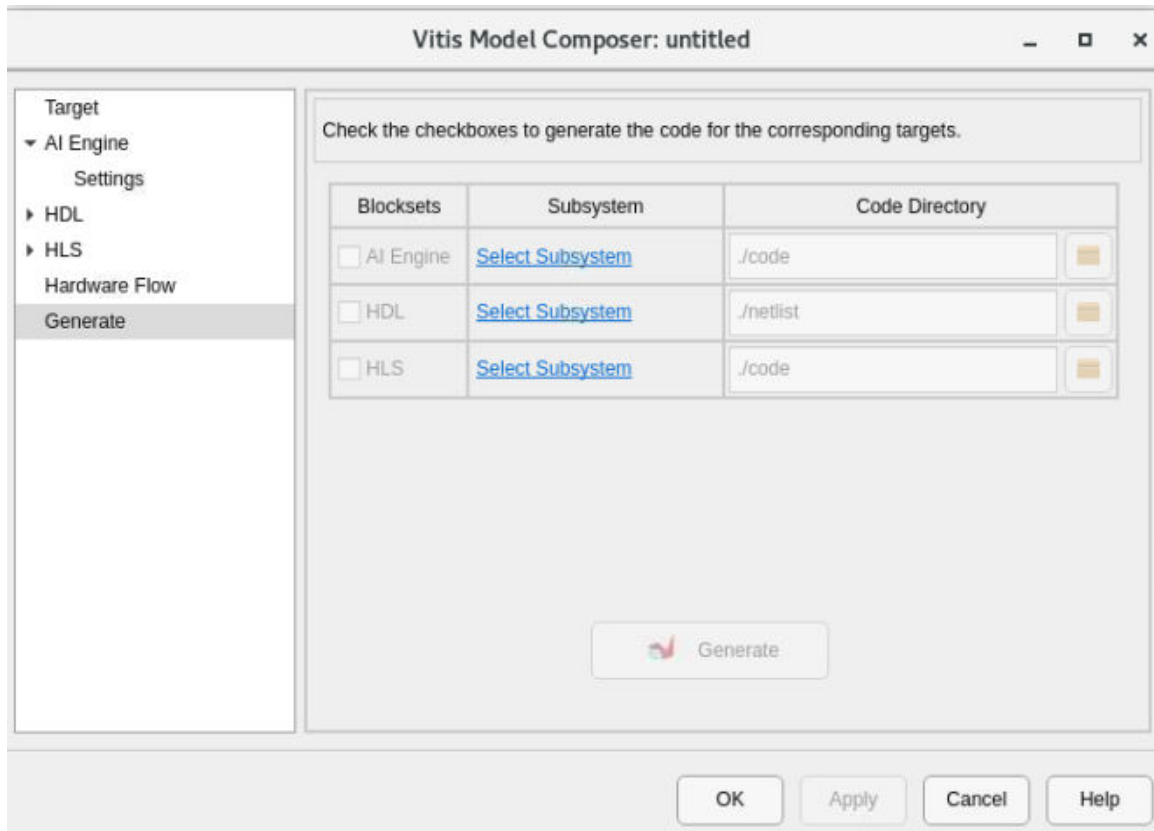 Vitis Model Composer: untitled
Target
AI Engine
Settings
HDL
HLS
Hardware Flow
Generate
Check the checkboxes to generate the code for the corresponding targets.
Blocksets Subsystem Code Directory
AI Engine Select Subsystem ./code
HDL Select Subsystem ./netlist
HLS Select Subsystem ./code
Generate
OK Apply Cancel Help